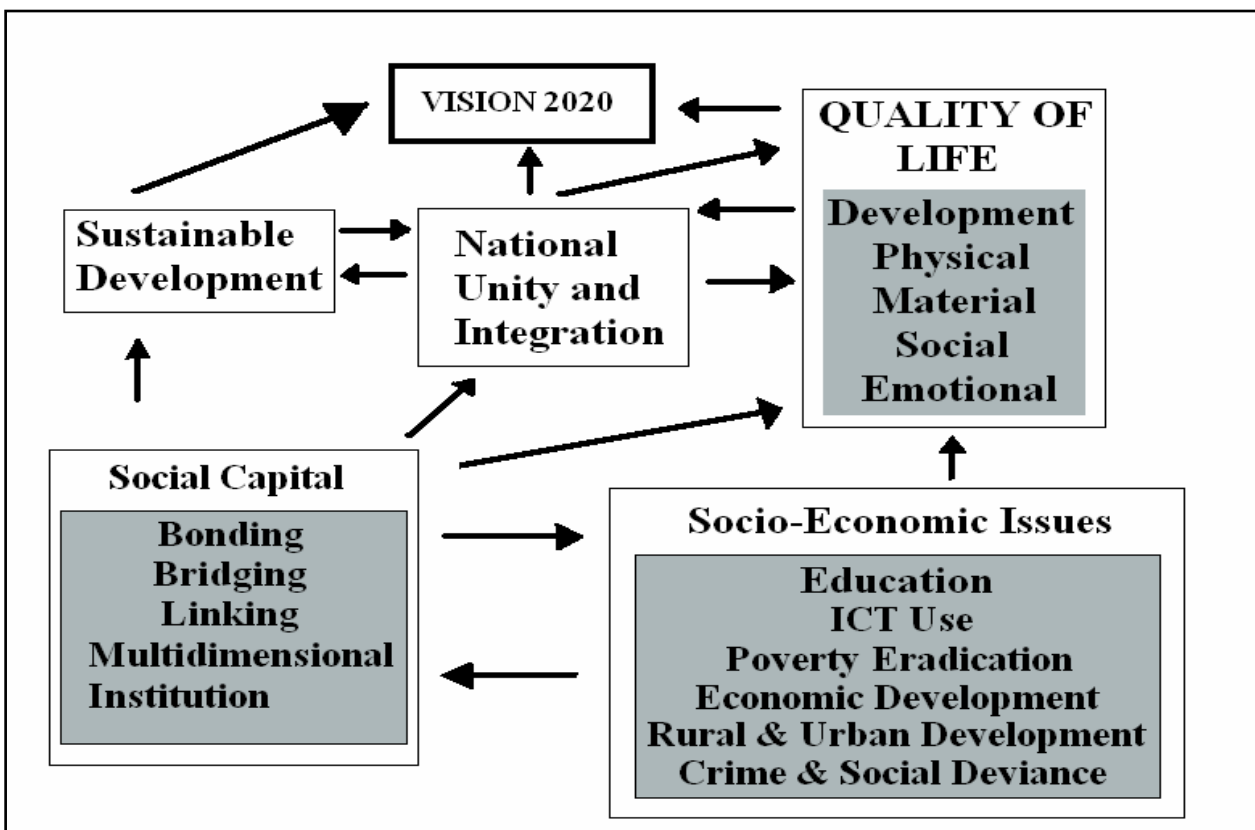 VISION 2020
QUALITY OF
LIFE
Development
Physical
Material
Social
Emotional
Sustainable
Development
National
Unity and
Integration
Social Capital
Bonding
Bridging
Linking
Multidimensional
Institution
Socio-Economic Issues
Education
ICT Use
Poverty Eradication
Economic Development
Rural & Urban Development
Crime & Social Deviance